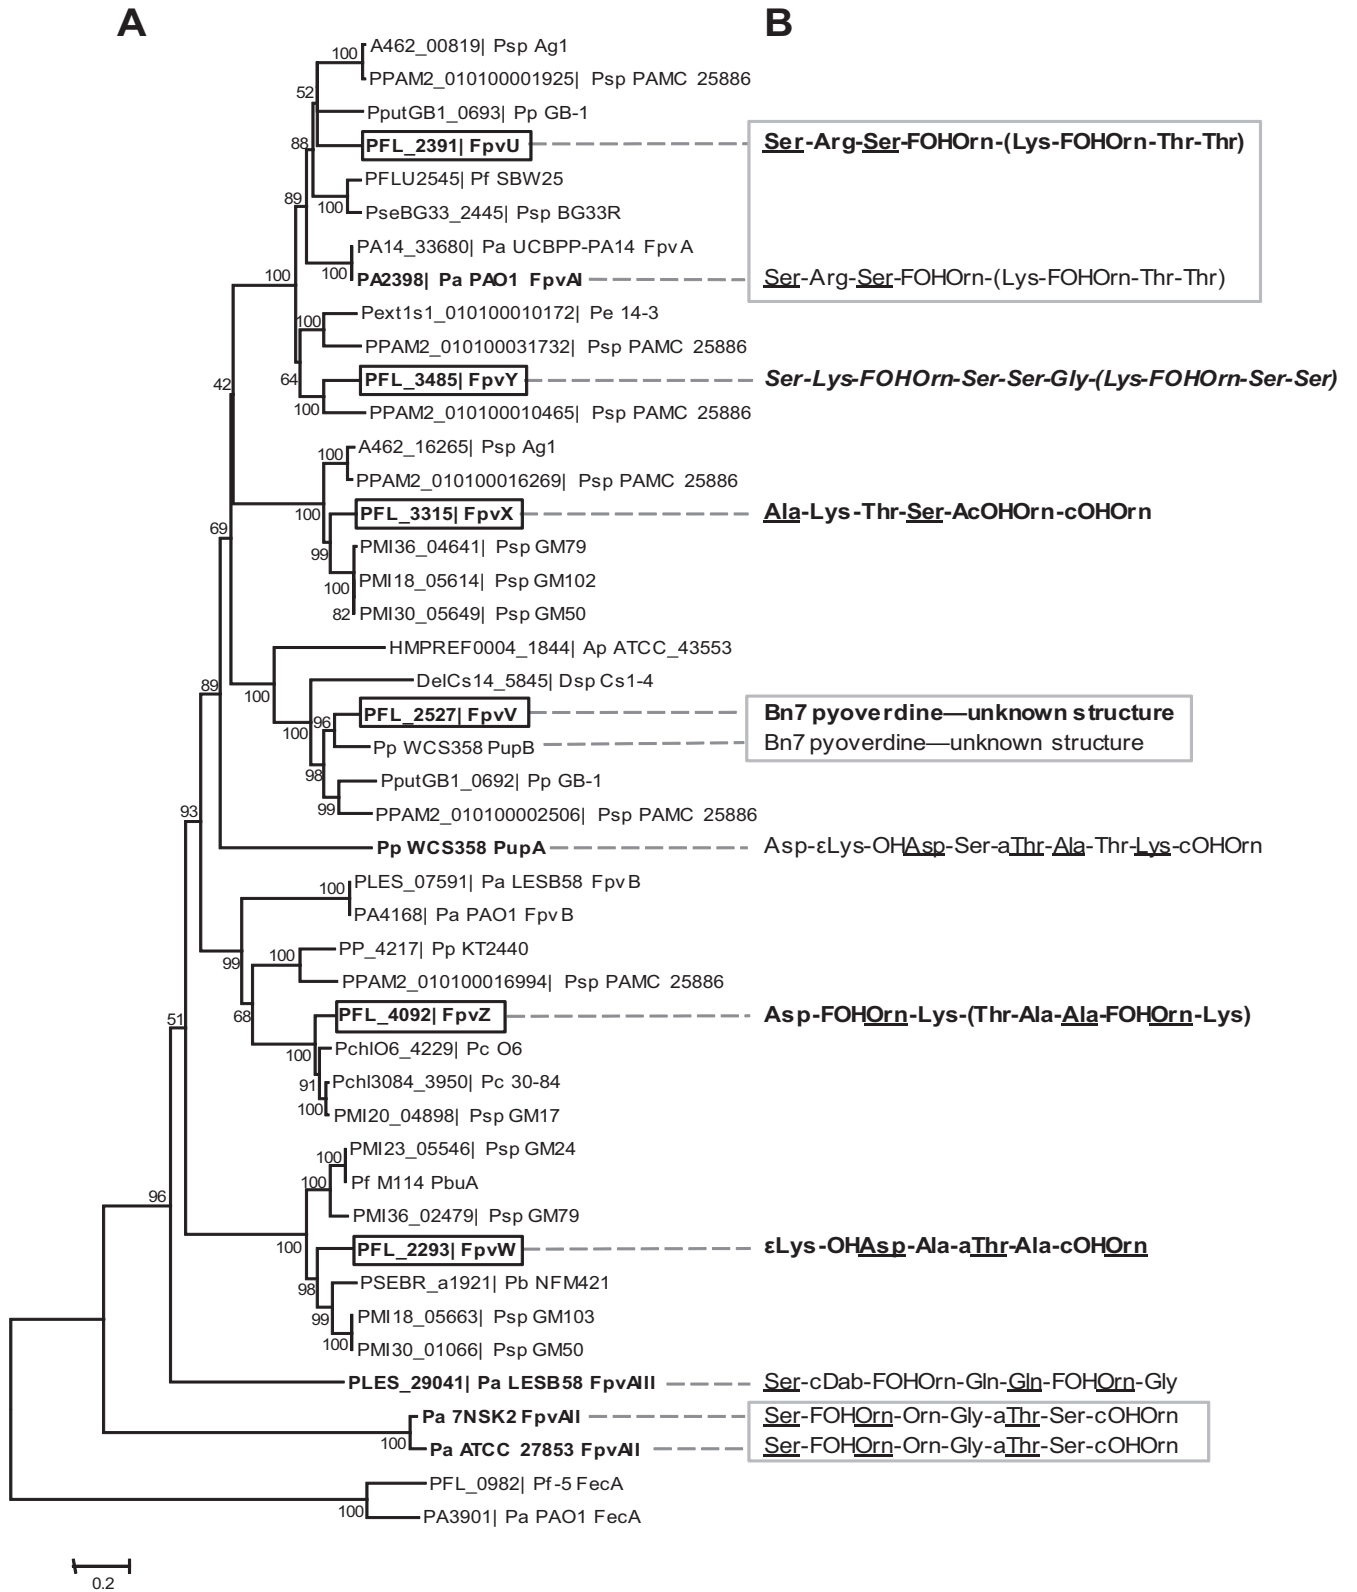 A B
100 A462_00819| Psp Ag1
PPAM2_010100001925| Psp PAMC 25886
52
PputGB1_0693| Pp GB-1
88 PFL_2391| FpvU Ser-Arg-Ser-FOHOrn-(Lys-FOHOrn-Thr-Thr)
PFLU2545| Pf SBW25
89 100 PseBG33_2445| Psp BG33R
PA14_33680| Pa UCBPP-PA14 FpvA
100 100 PA2398| Pa PAO1 FpvAI Ser-Arg-Ser-FOHOrn-(Lys-FOHOrn-Thr-Thr)
100 Pext1s1_010100010172| Pe 14-3
PPAM2_010100031732| Psp PAMC 25886
42 64 PFL_3485| FpvY Ser-Lys-FOHOrn-Ser-Ser-Gly-(Lys-FOHOrn-Ser-Ser)
100 PPAM2_010100010465| Psp PAMC 25886
100 A462_16265| Psp Ag1
PPAM2_010100016269| Psp PAMC 25886
100 PFL_3315| FpvX Ala-Lys-Thr-Ser-AcOHOrn-cOHOrn
69
99 PMI36_04641| Psp GM79
100 PMI18_05614| Psp GM102
82 PMI30_05649| Psp GM50
HMPREF0004_1844| Ap ATCC_43553
89 100 DelCs14_5845| Dsp Cs1-4
96 PFL_2527| FpvV Bn7 pyoverdine—unknown structure
100 Pp WCS358 PupB Bn7 pyoverdine—unknown structure
98 PputGB1_0692| Pp GB-1
93 99 PPAM2_010100002506| Psp PAMC 25886
Pp WCS358 PupA Asp-εLys-OHAsp-Ser-aThr-Ala-Thr-Lys-cOHOrn
100 PLES_07591| Pa LESB58 FpvB
PA4168| Pa PAO1 FpvB
100 PP_4217| Pp KT2440
99 PPAM2_010100016994| Psp PAMC 25886
51 68 PFL_4092| FpvZ Asp-FOHOrn-Lys-(Thr-Ala-Ala-FOHOrn-Lys)
100 PchlO6_4229| Pc O6
91 Pchl3084_3950| Pc 30-84
100 PMI20_04898| Psp GM17
100 PMI23_05546| Psp GM24
100 Pf M114 PbuA
96 PMI36_02479| Psp GM79
100 PFL_2293| FpvW εLys-OHAsp-Ala-aThr-Ala-cOHOrn
98 PSEBR_a1921| Pb NFM421
99 PMI18_05663| Psp GM103
100 PMI30_01066| Psp GM50
PLES_29041| Pa LESB58 FpvAIII Ser-cDab-FOHOrn-Gln-Gln-FOHOrn-Gly
Pa 7NSK2 FpvAII Ser-FOHOrn-Orn-Gly-aThr-Ser-cOHOrn
100 Pa ATCC 27853 FpvAII Ser-FOHOrn-Orn-Gly-aThr-Ser-cOHOrn
PFL_0982| Pf-5 FecA
100 PA3901| Pa PAO1 FecA
0.2